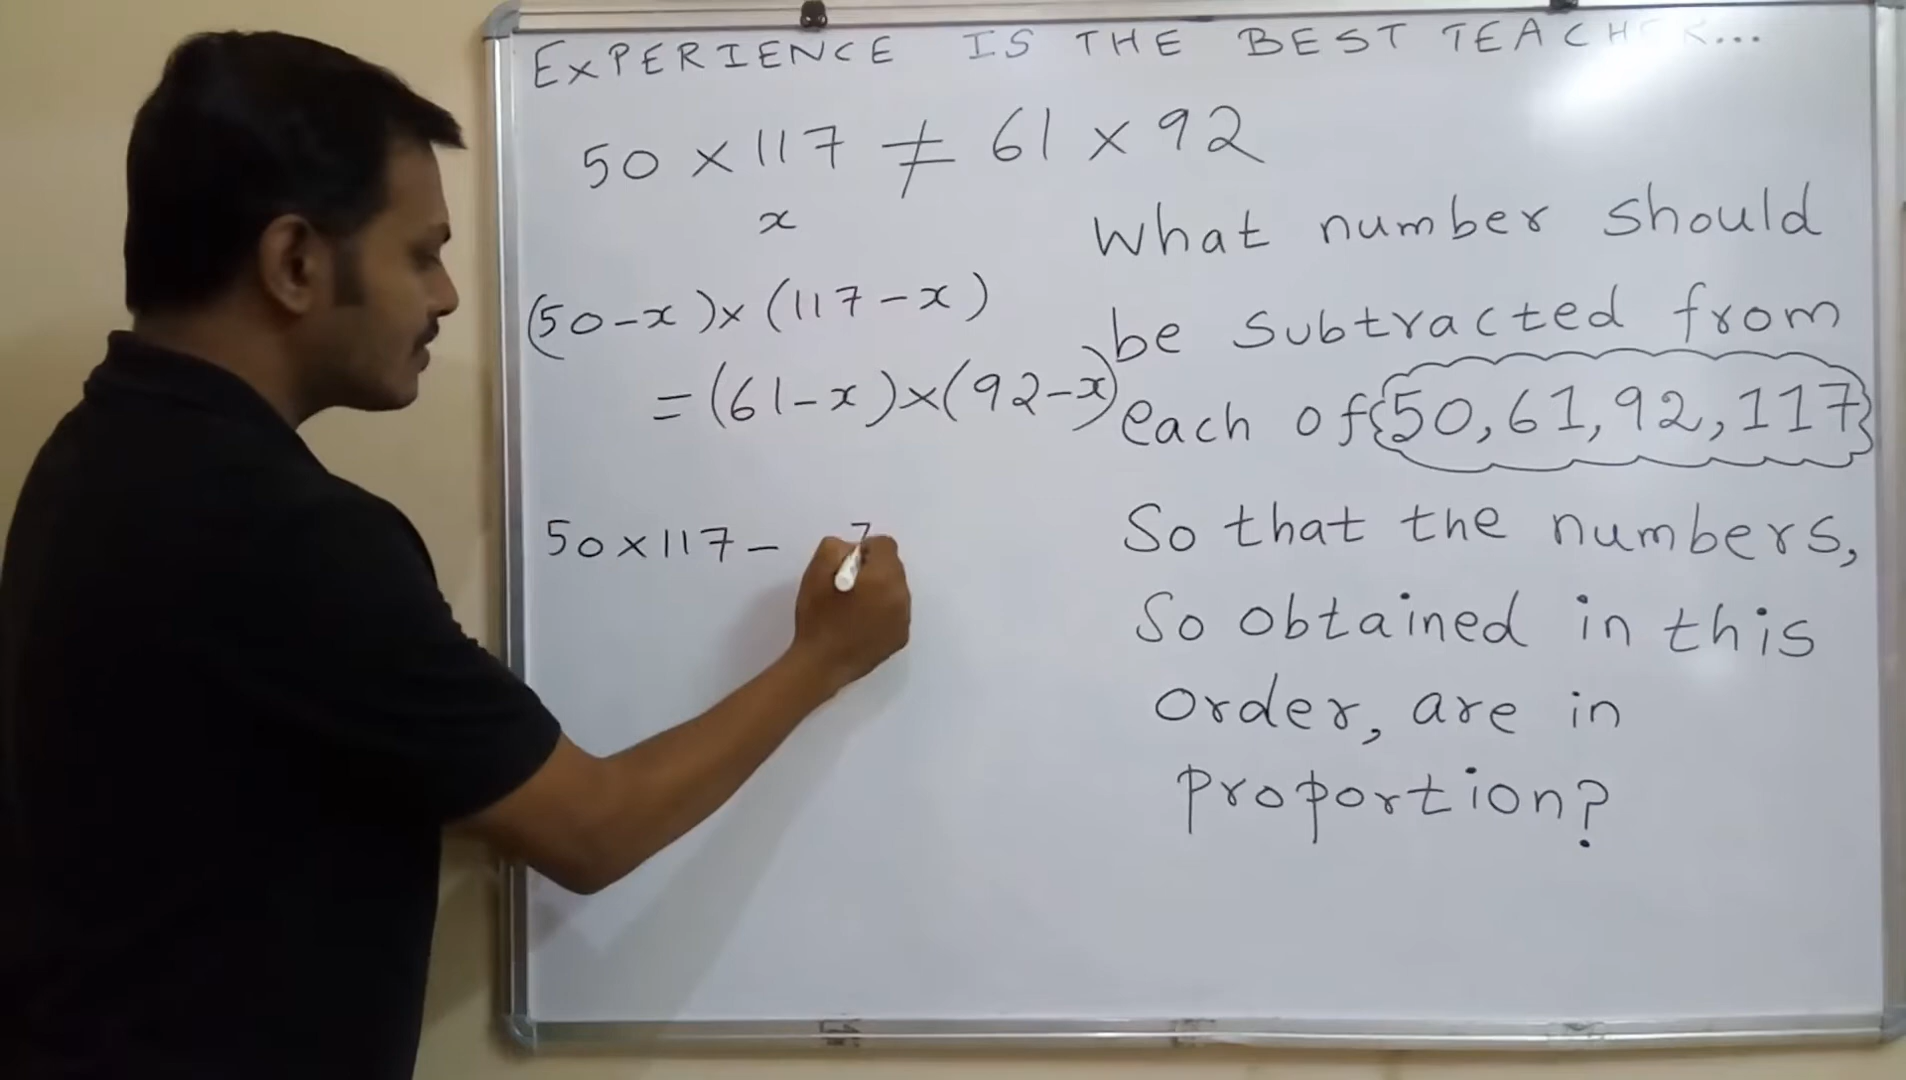 EXPERIENCE IS THE BEST TEACHER...
50 × 117 ≠ 61 × 92
x
(50-x)×(117-x)
=(61-x)×(92-x)
50×117- 7
What number should
be subtracted from
each of {50,61,92,117}
So that the numbers,
So obtained in this
order, are in
proportion?